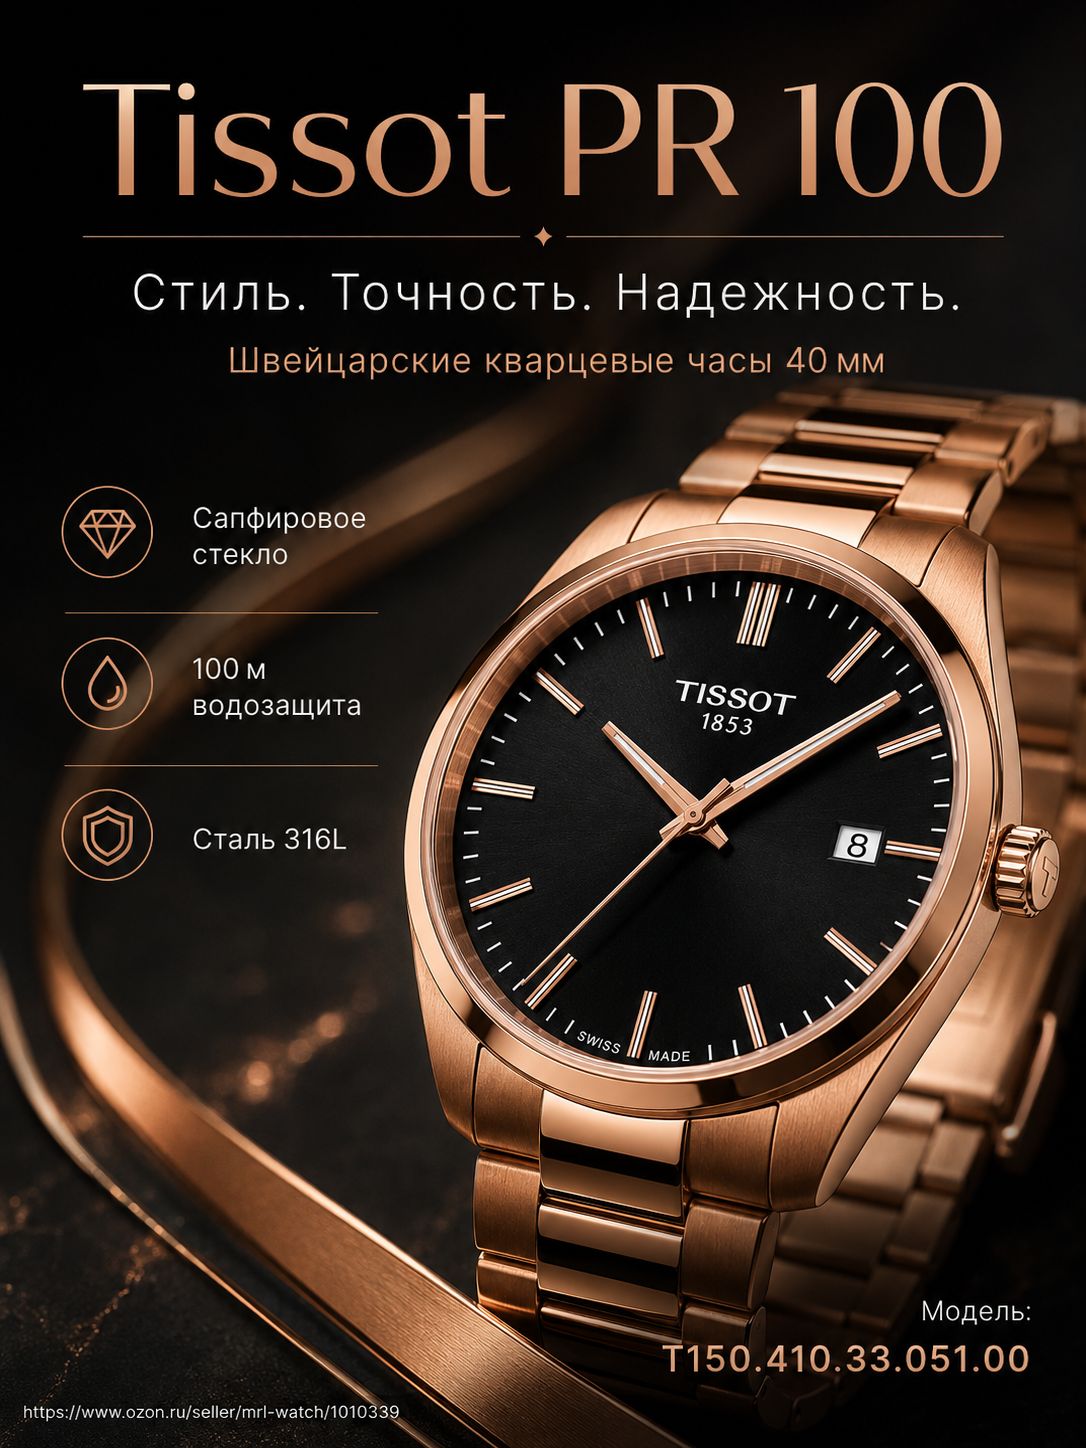 Tissot PR 100
Стиль. Точность. Надежность.
Швейцарские кварцевые часы 40 мм
Сапфировое
стекло
100 м
водозащита
Сталь 316L
TISSOT
1853
8
SWISS MADE
Модель:
T150.410.33.051.00
https://www.ozon.ru/seller/mrl-watch/1010339